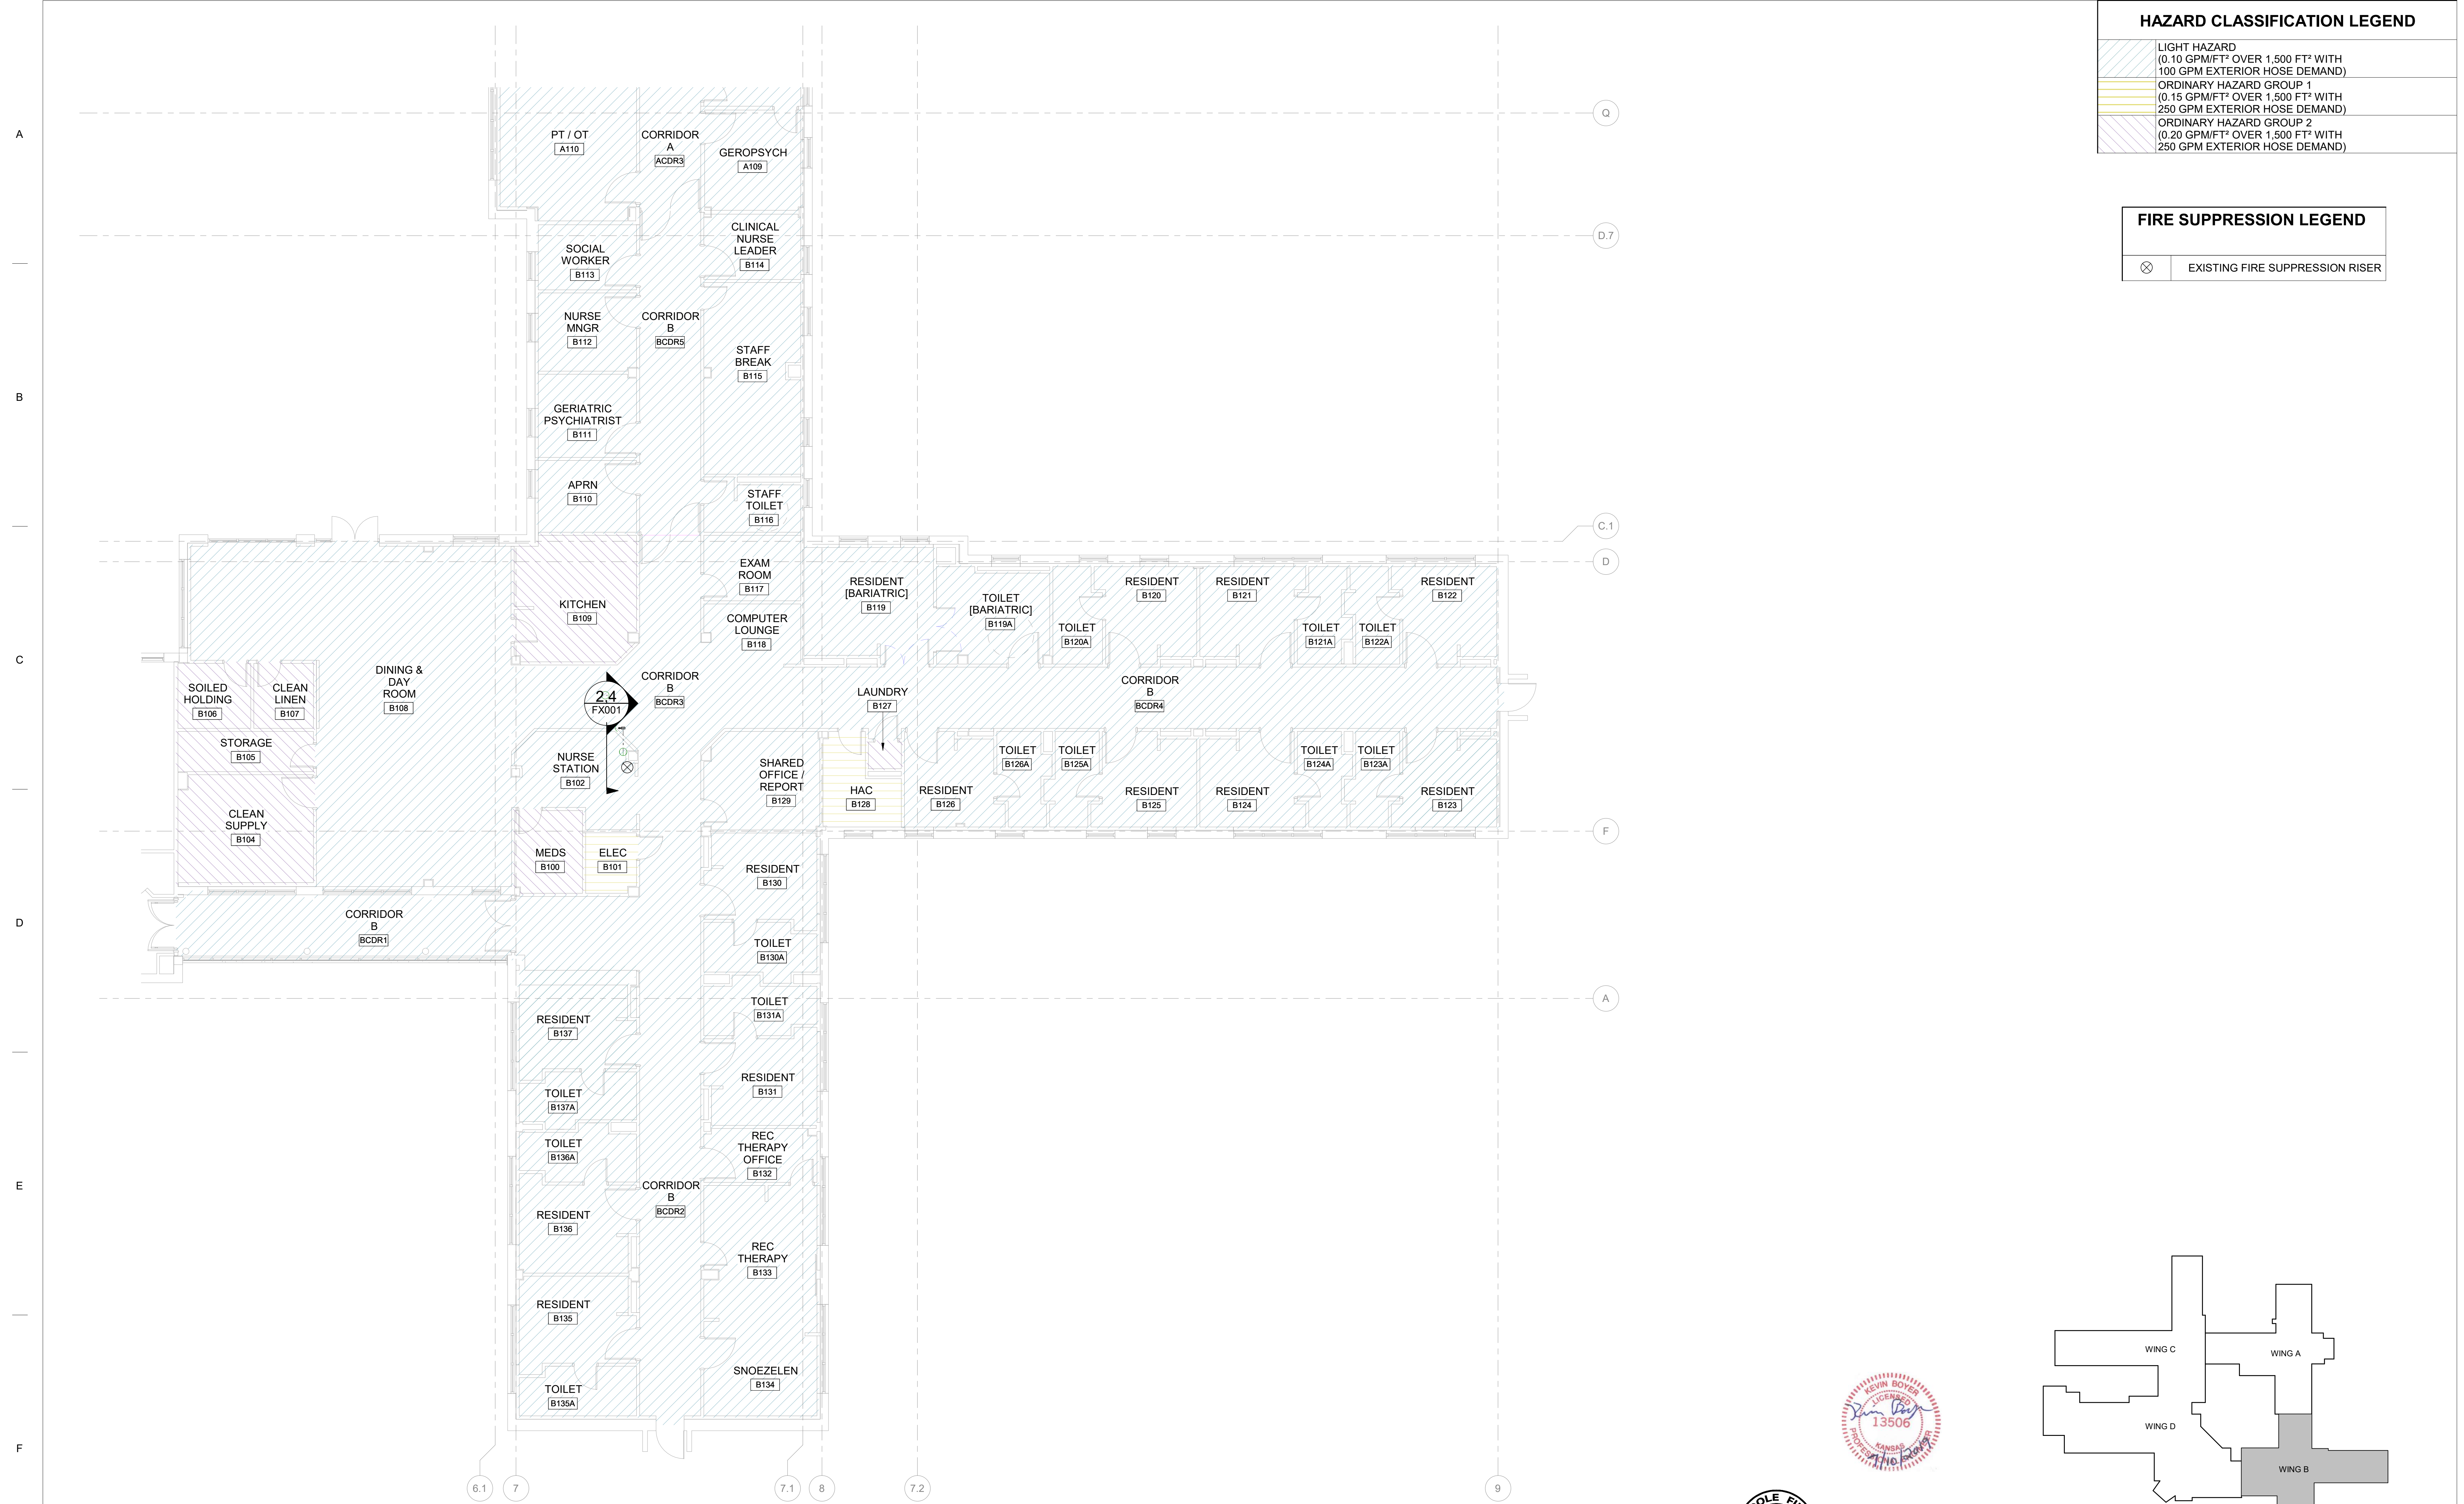 HAZARD CLASSIFICATION LEGEND
LIGHT HAZARD
(0.10 GPM/FT² OVER 1,500 FT² WITH
100 GPM EXTERIOR HOSE DEMAND)
ORDINARY HAZARD GROUP 1
(0.15 GPM/FT² OVER 1,500 FT² WITH
250 GPM EXTERIOR HOSE DEMAND)
ORDINARY HAZARD GROUP 2
(0.20 GPM/FT² OVER 1,500 FT² WITH
250 GPM EXTERIOR HOSE DEMAND)
FIRE SUPPRESSION LEGEND
EXISTING FIRE SUPPRESSION RISER
A
B
C
D
E
F
Q
D.7
C.1
D
F
A
PT / OT
A110
CORRIDOR
A
ACDR3
GEROPSYCH
A109
SOCIAL
WORKER
B113
CLINICAL
NURSE
LEADER
B114
NURSE
MNGR
B112
CORRIDOR
B
BCDR5
STAFF
BREAK
B115
GERIATRIC
PSYCHIATRIST
B111
APRN
B110
STAFF
TOILET
B116
KITCHEN
B109
EXAM
ROOM
B117
COMPUTER
LOUNGE
B118
RESIDENT
[BARIATRIC]
B119
TOILET
[BARIATRIC]
B119A
RESIDENT
B120
TOILET
B120A
RESIDENT
B121
TOILET
B121A
TOILET
B122A
RESIDENT
B122
DINING &
DAY
ROOM
B108
SOILED
HOLDING
B106
CLEAN
LINEN
B107
STORAGE
B105
CLEAN
SUPPLY
B104
2,4
FX001
CORRIDOR
B
BCDR3
LAUNDRY
B127
CORRIDOR
B
BCDR4
NURSE
STATION
B102
SHARED
OFFICE /
REPORT
B129
HAC
B128
RESIDENT
B126
TOILET
B126A
TOILET
B125A
RESIDENT
B125
RESIDENT
B124
TOILET
B124A
TOILET
B123A
RESIDENT
B123
MEDS
B100
ELEC
B101
RESIDENT
B130
CORRIDOR
B
BCDR1
TOILET
B130A
TOILET
B131A
RESIDENT
B137
RESIDENT
B131
TOILET
B137A
TOILET
B136A
REC
THERAPY
OFFICE
B132
CORRIDOR
B
BCDR2
RESIDENT
B136
REC
THERAPY
B133
RESIDENT
B135
SNOEZELEN
B134
TOILET
B135A
6.1
7
7.1
8
7.2
9
KEVIN BOYER
LICENSED
13506
KANSAS
WING C
WING A
WING D
WING B